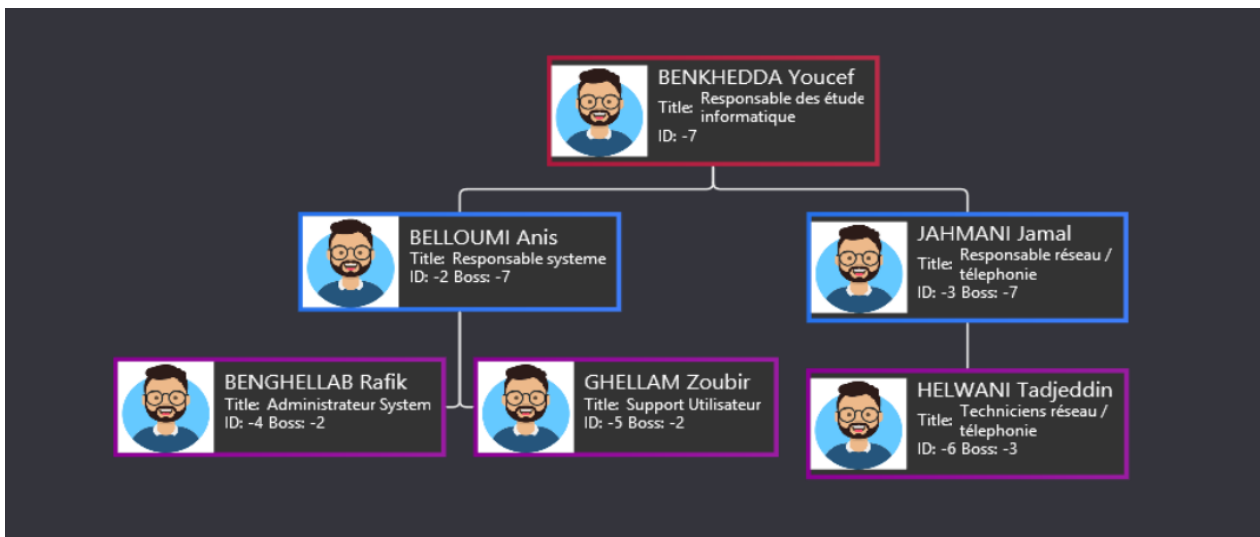 BENKHEDDA Youcef
Title: Responsable des étude
informatique
ID: -7
BELLOUMI Anis
Title: Responsable systeme
ID: -2 Boss: -7
JAHMANI Jamal
Title: Responsable réseau /
télephonie
ID: -3 Boss: -7
BENGHELLAB Rafik
Title: Administrateur System
ID: -4 Boss: -2
GHELLAM Zoubir
Title: Support Utilisateur
ID: -5 Boss: -2
HELWANI Tadjeddin
Title: Techniciens réseau /
télephonie
ID: -6 Boss: -3